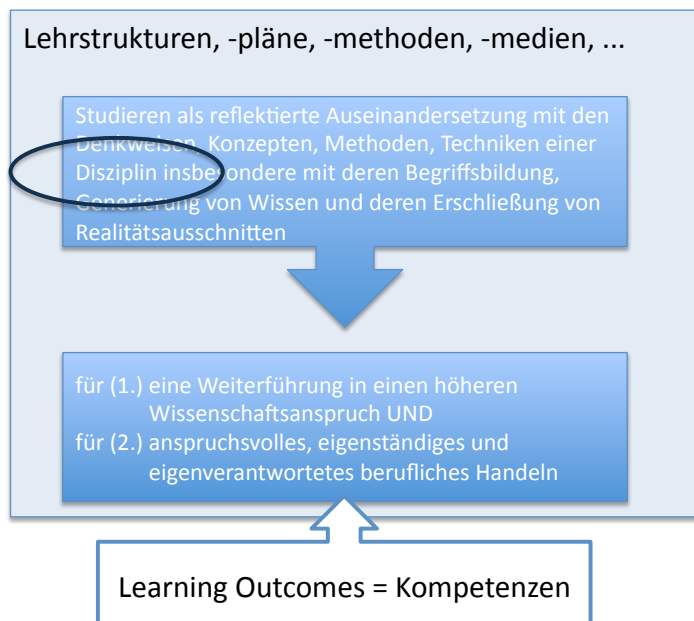 Lehrstrukturen, -pläne, -methoden, -medien, ...
Studieren als reflektierte Auseinandersetzung mit den
Denkweisen, Konzepten, Methoden, Techniken einer
Disziplin insbesondere mit deren Begriffsbildung,
Generierung von Wissen und deren Erschließung von
Realitätsausschnitten
für (1.) eine Weiterführung in einen höheren
Wissenschaftsanspruch UND
für (2.) anspruchsvolles, eigenständiges und
eigenverantwortetes berufliches Handeln
Learning Outcomes = Kompetenzen